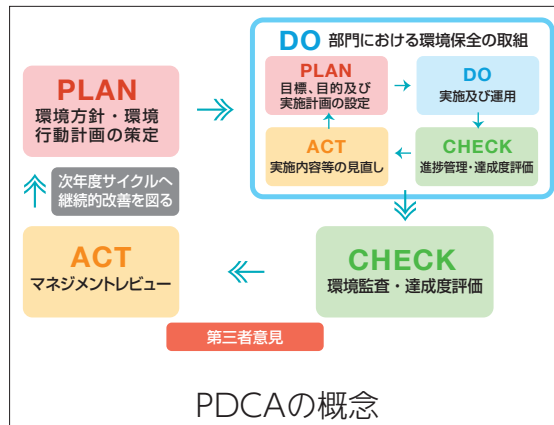 DO 部門における環境保全の取組
PLAN
環境方針・環境
行動計画の策定
PLAN
目標、目的及び
実施計画の設定
DO
実施及び運用
ACT
実施内容等の見直し
CHECK
進捗管理・達成度評価
次年度サイクルへ
継続的改善を図る
ACT
マネジメントレビュー
CHECK
環境監査・達成度評価
第三者意見
PDCAの概念